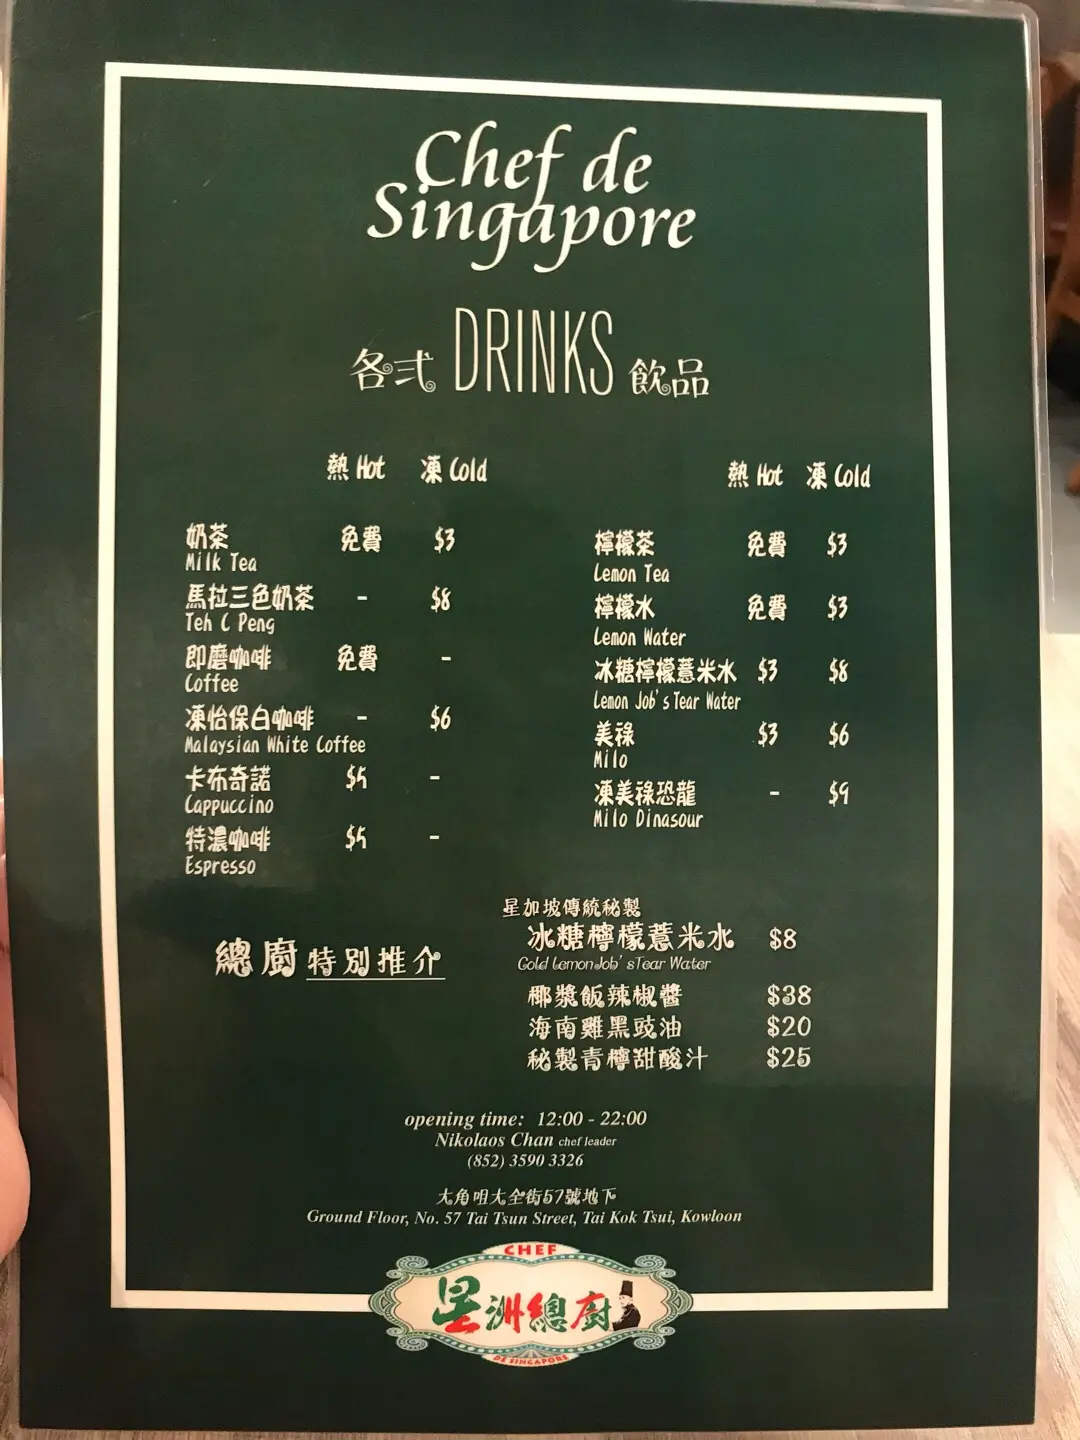 Chef de
Singapore
各式 DRINKS 飲品
熱 Hot 凍 Cold
奶茶 免費 $3
Milk Tea
馬拉三色奶茶 - $8
Teh C Peng
即磨咖啡 免費 -
Coffee
凍怡保白咖啡 - $6
Malaysian White Coffee
卡布奇諾 $5 -
Cappuccino
特濃咖啡 $5 -
Espresso
熱 Hot 凍 Cold
檸檬茶 免費 $3
Lemon Tea
檸檬水 免費 $3
Lemon Water
冰糖檸檬薏米水 $3 $8
Lemon Job's Tear Water
美祿 $3 $6
Milo
凍美祿恐龍 - $9
Milo Dinasour
總廚特別推介
星加坡傳統秘製
冰糖檸檬薏米水 $8
Cold LemonJob'sTear Water
椰漿飯辣椒醬 $38
海南雞黑豉油 $20
秘製青檸甜酸汁 $25
opening time: 12:00 - 22:00
Nikolaos Chan chef leader
(852) 3590 3326
大角咀大全街57號地下
Ground Floor, No. 57 Tai Tsun Street, Tai Kok Tsui, Kowloon
CHEF
星洲總廚
DE SINGAPORE